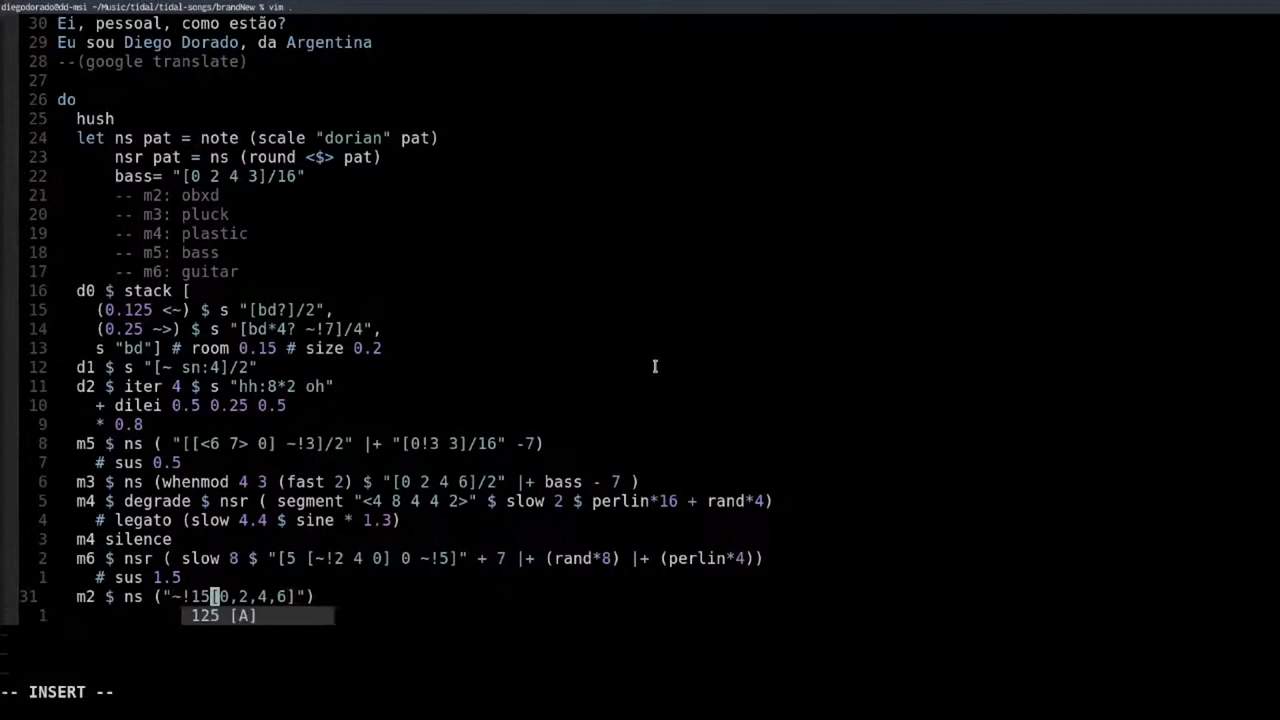 diegodorado@dd-msi ~/Music/tidal/tidal-songs/brandNew % vim .
30 Ei, pessoal, como estão?
29 Eu sou Diego Dorado, da Argentina
28 --(google translate)
27
26 do
25   hush
24   let ns pat = note (scale "dorian" pat)
23       nsr pat = ns (round <$> pat)
22       bass= "[0 2 4 3]/16"
21       -- m2: obxd
20       -- m3: pluck
19       -- m4: plastic
18       -- m5: bass
17       -- m6: guitar
16   d0 $ stack [
15     (0.125 <~) $ s "[bd?]/2",
14     (0.25 ~>) $ s "[bd*4? ~!7]/4",
13     s "bd"] # room 0.15 # size 0.2
12   d1 $ s "[~ sn:4]/2"
11   d2 $ iter 4 $ s "hh:8*2 oh"
10     + dilei 0.5 0.25 0.5
9     * 0.8
8   m5 $ ns ( "[[<6 7> 0] ~!3]/2" |+ "[0!3 3]/16" -7)
7     # sus 0.5
6   m3 $ ns (whenmod 4 3 (fast 2) $ "[0 2 4 6]/2" |+ bass - 7 )
5   m4 $ degrade $ nsr ( segment "<4 8 4 4 2>" $ slow 2 $ perlin*16 + rand*4)
4     # legato (slow 4.4 $ sine * 1.3)
3   m4 silence
2   m6 $ nsr ( slow 8 $ "[5 [~!2 4 0] 0 ~!5]" + 7 |+ (rand*8) |+ (perlin*4))
1     # sus 1.5
31   m2 $ ns ("~!15[0,2,4,6]")
1 125 [A]
~
~
~
-- INSERT --